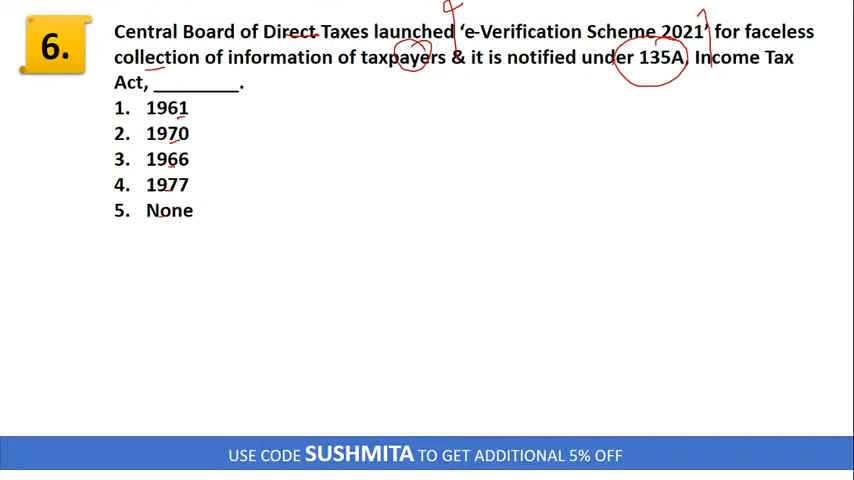 6.
Central Board of Direct Taxes launched 'e-Verification Scheme 2021' for faceless
collection of information of taxpayers & it is notified under 135A, Income Tax
Act, ________.
1. 1961
2. 1970
3. 1966
4. 1977
5. None
USE CODE SUSHMITA TO GET ADDITIONAL 5% OFF